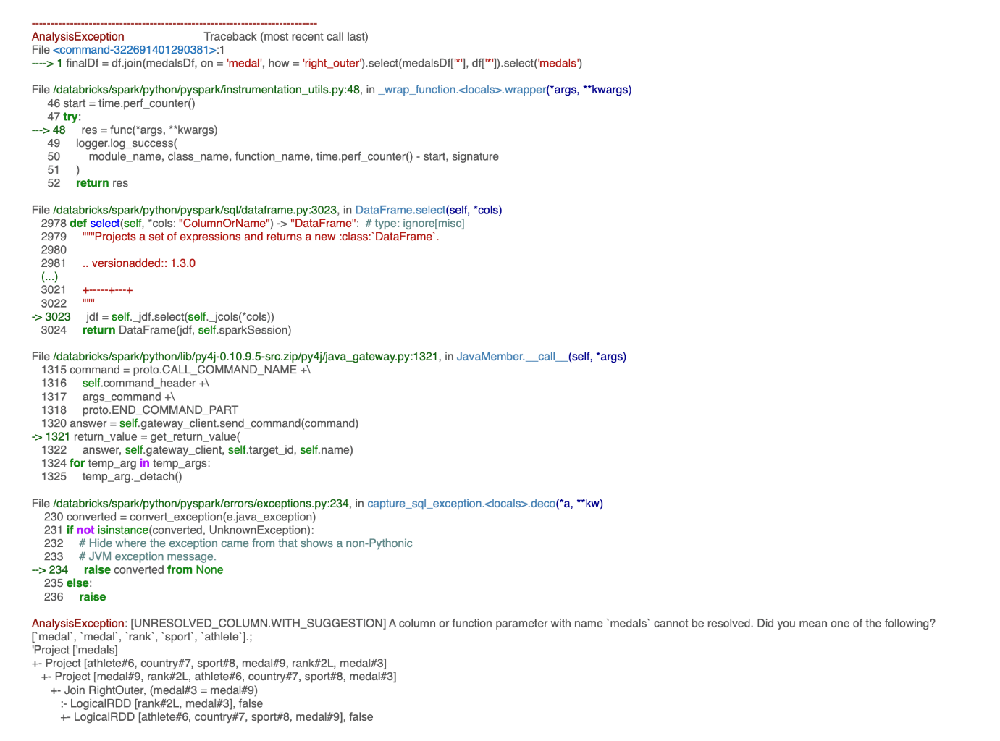 ---------------------------------------------------------------------------
AnalysisException Traceback (most recent call last)
File <command-322691401290381>:1
----> 1 finalDf = df.join(medalsDf, on = 'medal', how = 'right_outer').select(medalsDf['*'], df['*']).select('medals')
File /databricks/spark/python/pyspark/instrumentation_utils.py:48, in _wrap_function.<locals>.wrapper(*args, **kwargs)
46 start = time.perf_counter()
47 try:
---> 48 res = func(*args, **kwargs)
49 logger.log_success(
50 module_name, class_name, function_name, time.perf_counter() - start, signature
51 )
52 return res
File /databricks/spark/python/pyspark/sql/dataframe.py:3023, in DataFrame.select(self, *cols)
2978 def select(self, *cols: "ColumnOrName") -> "DataFrame": # type: ignore[misc]
2979 """Projects a set of expressions and returns a new :class:`DataFrame`.
2980
2981 .. versionadded:: 1.3.0
(...)
3021 +-----+---+
3022 """
-> 3023 jdf = self._jdf.select(self._jcols(*cols))
3024 return DataFrame(jdf, self.sparkSession)
File /databricks/spark/python/lib/py4j-0.10.9.5-src.zip/py4j/java_gateway.py:1321, in JavaMember.__call__(self, *args)
1315 command = proto.CALL_COMMAND_NAME +\
1316 self.command_header +\
1317 args_command +\
1318 proto.END_COMMAND_PART
1320 answer = self.gateway_client.send_command(command)
-> 1321 return_value = get_return_value(
1322 answer, self.gateway_client, self.target_id, self.name)
1324 for temp_arg in temp_args:
1325 temp_arg._detach()
File /databricks/spark/python/pyspark/errors/exceptions.py:234, in capture_sql_exception.<locals>.deco(*a, **kw)
230 converted = convert_exception(e.java_exception)
231 if not isinstance(converted, UnknownException):
232 # Hide where the exception came from that shows a non-Pythonic
233 # JVM exception message.
--> 234 raise converted from None
235 else:
236 raise
AnalysisException: [UNRESOLVED_COLUMN.WITH_SUGGESTION] A column or function parameter with name `medals` cannot be resolved. Did you mean one of the following?
[`medal`, `medal`, `rank`, `sport`, `athlete`].;
'Project ['medals]
+- Project [athlete#6, country#7, sport#8, medal#9, rank#2L, medal#3]
+- Project [medal#9, rank#2L, athlete#6, country#7, sport#8, medal#3]
+- Join RightOuter, (medal#3 = medal#9)
:- LogicalRDD [rank#2L, medal#3], false
+- LogicalRDD [athlete#6, country#7, sport#8, medal#9], false